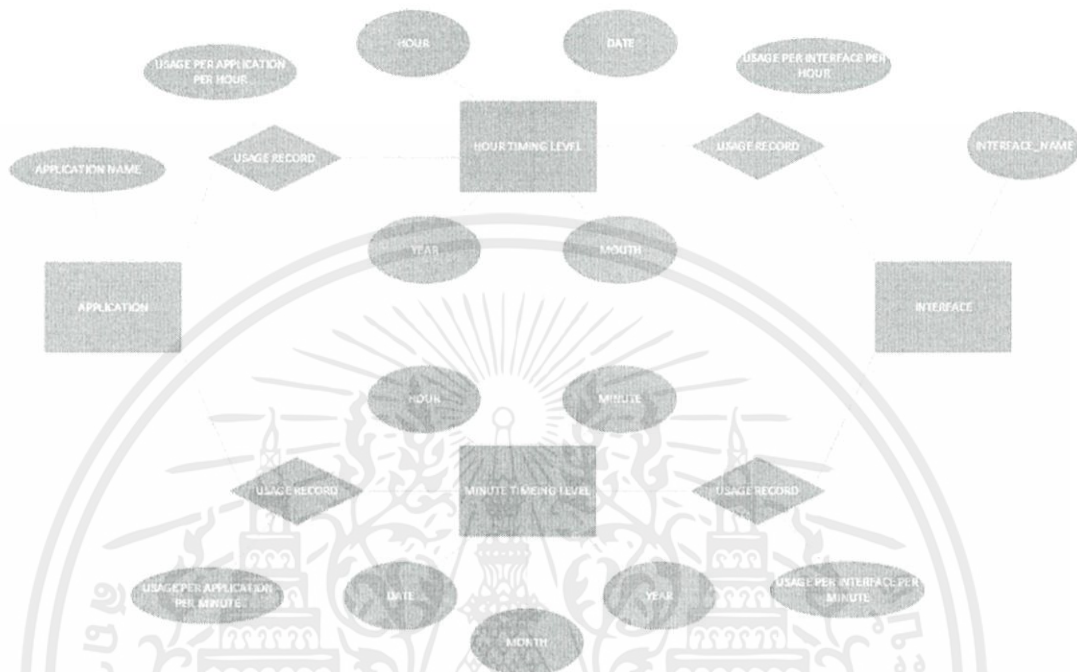 HOUR
DATE
USAGE PER APPLICATION
PER HOUR
USAGE PER INTERFACE PER
HOUR
USAGE RECORD
HOUR TIMING LEVEL
USAGE RECORD
INTERFACE_NAME
APPLICATION NAME
YEAR
MOUTH
APPLICATION
INTERFACE
HOUR
MINUTE
USAGE RECORD
MINUTE TIMEING LEVEL
USAGE RECORD
USAGE PER APPLICATION
PER MINUTE
DATE
YEAR
USAGE PER INTERFACE PER
MINUTE
MONTH